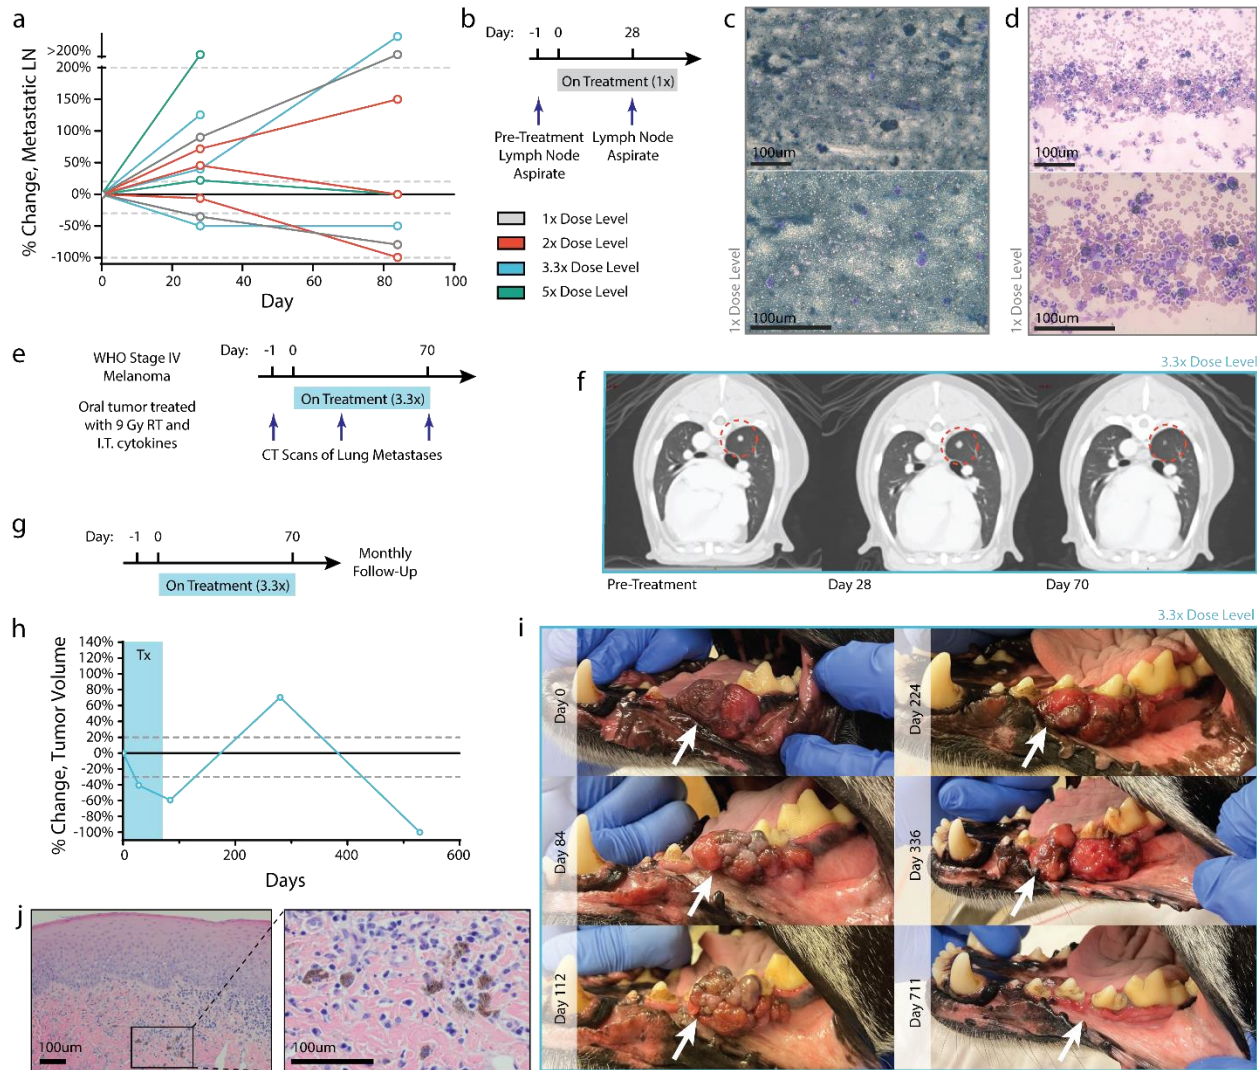 a
% Change, Metastatic LN
>200%
200%
150%
100%
50%
0%
-50%
-100%
0
20
40
60
80
100
Day
b
Day:
-1
0
28
On Treatment (1x)
Pre-Treatment
Lymph Node
Aspirate
Lymph Node
Aspirate
1x Dose Level
2x Dose Level
3.3x Dose Level
5x Dose Level
c
1x Dose Level
100um
100um
d
1x Dose Level
100um
100um
e
WHO Stage IV
Melanoma
Oral tumor treated
with 9 Gy RT and
I.T. cytokines
Day:
-1
0
70
On Treatment (3.3x)
CT Scans of Lung Metastases
f
3.3x Dose Level
Pre-Treatment
Day 28
Day 70
g
Day:
-1
0
70
On Treatment (3.3x)
Monthly
Follow-Up
h
% Change, Tumor Volume
140%
120%
100%
80%
60%
40%
20%
0%
-20%
-40%
-60%
-80%
-100%
Tx
0
200
400
600
Days
i
3.3x Dose Level
Day 0
Day 84
Day 112
Day 224
Day 336
Day 711
j
100um
100um